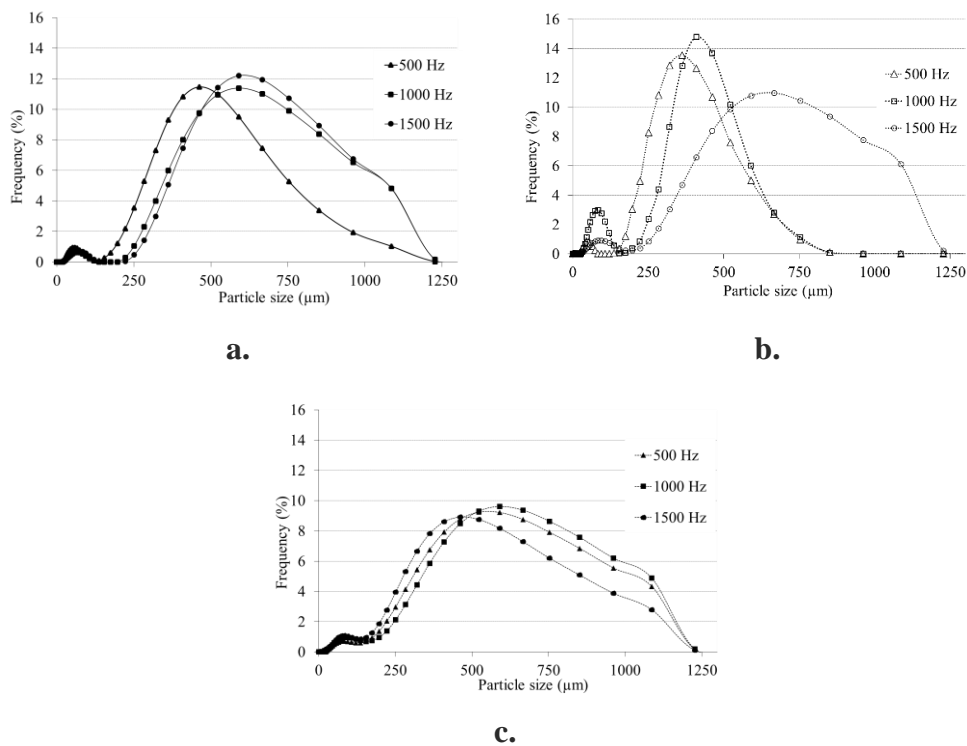 16
14
12
10
8
6
4
2
0
Frequency (%)
500 Hz
1000 Hz
1500 Hz
0 250 500 750 1000 1250
Particle size (µm)
a.
16
14
12
10
8
6
4
2
0
Frequency (%)
500 Hz
1000 Hz
1500 Hz
0 250 500 750 1000 1250
Particle size (µm)
b.
16
14
12
10
8
6
4
2
0
Frequency (%)
500 Hz
1000 Hz
1500 Hz
0 250 500 750 1000 1250
Particle size (µm)
c.